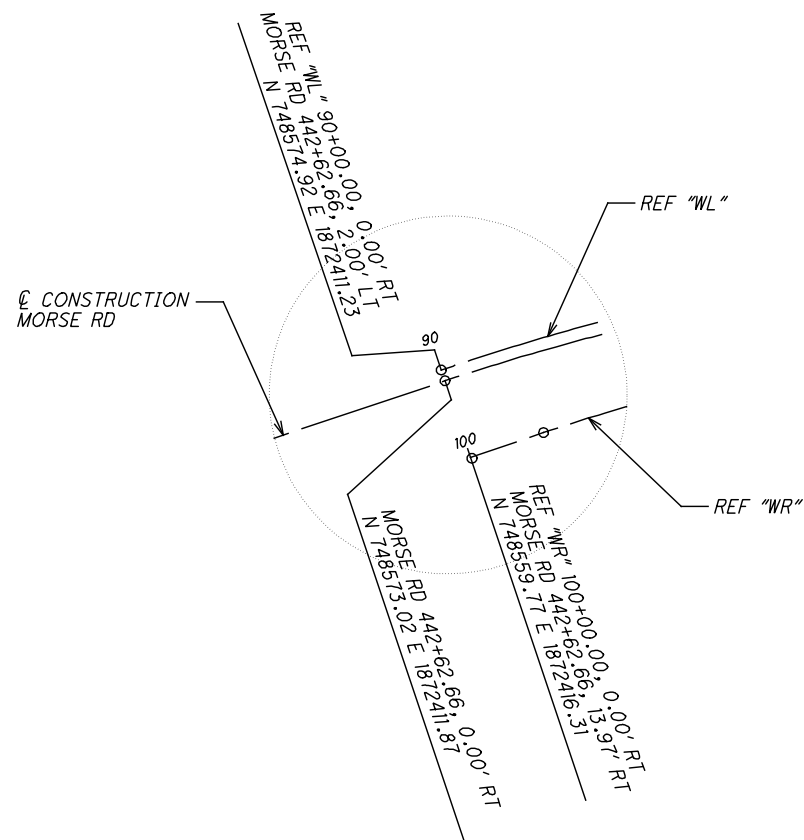 REF "WL" 90+00.00, 0.00' RT
MORSE RD 442+62.66, 2.00' LT
N 748574.92 E 1872411.23
REF "WL"
℄ CONSTRUCTION
MORSE RD
90
100
REF "WR"
REF "WR" 100+00.00, 0.00' RT
MORSE RD 442+62.66, 13.97' RT
N 748559.77 E 1872416.31
MORSE RD 442+62.66, 0.00' RT
N 748573.02 E 1872411.87